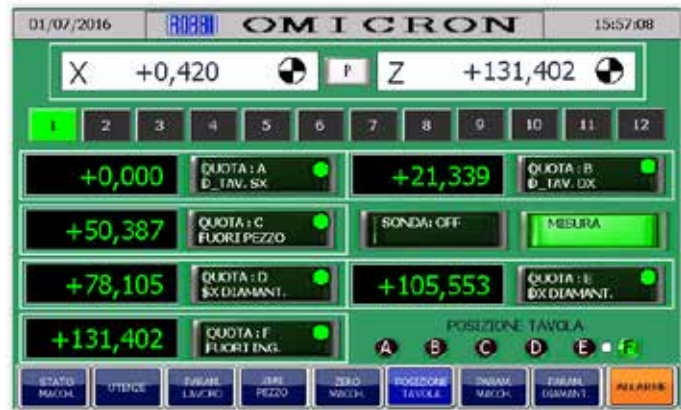 01/07/2016 ROBBI OMICRON 15:57:08
X +0,420 P Z +131,402
1 2 3 4 5 6 7 8 9 10 11 12
+0,000 QUOTA : A +21,339 QUOTA : B
D_TAV. SX D_TAV. DX
+50,387 QUOTA : C SONDA: OFF MISURA
FUORI PEZZO
+78,105 QUOTA : D +105,553 QUOTA : E
SX DIAMANT. DX DIAMANT.
+131,402 QUOTA : F POSIZIONE TAVOLA
FUORI ING. A B C D E F
STATO UTENZE PARAM. PEZZO ZERO POSIZIONE PARAM. PARAM. ALLARME
MACCH. LAVORO MACCH. TAVOLA MACCH. DIAMANT.